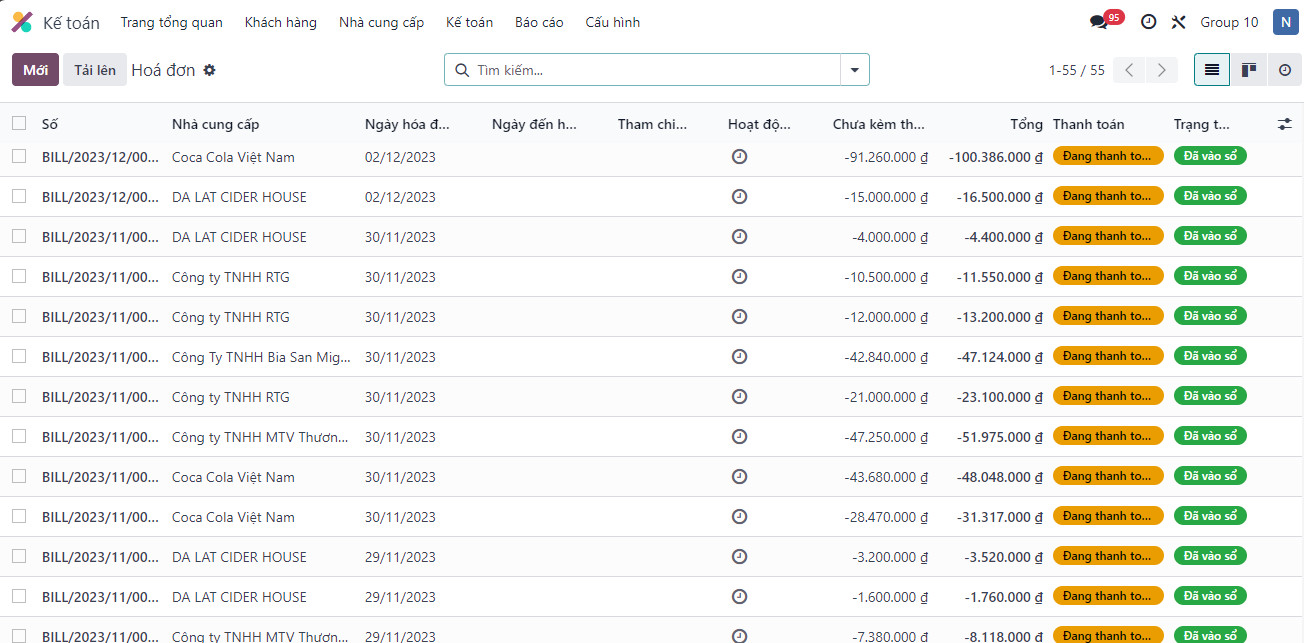 Kế toán Trang tổng quan Khách hàng Nhà cung cấp Kế toán Báo cáo Cấu hình 95 Group 10 N
Mới Tải lên Hoá đơn Tìm kiếm... 1-55 / 55
Số Nhà cung cấp Ngày hóa đ... Ngày đến h... Tham chi... Hoạt độ... Chưa kèm th... Tổng Thanh toán Trạng t...
BILL/2023/12/00... Coca Cola Việt Nam 02/12/2023 -91.260.000 ₫ -100.386.000 ₫ Đang thanh to... Đã vào sổ
BILL/2023/12/00... DA LAT CIDER HOUSE 02/12/2023 -15.000.000 ₫ -16.500.000 ₫ Đang thanh to... Đã vào sổ
BILL/2023/11/00... DA LAT CIDER HOUSE 30/11/2023 -4.000.000 ₫ -4.400.000 ₫ Đang thanh to... Đã vào sổ
BILL/2023/11/00... Công ty TNHH RTG 30/11/2023 -10.500.000 ₫ -11.550.000 ₫ Đang thanh to... Đã vào sổ
BILL/2023/11/00... Công ty TNHH RTG 30/11/2023 -12.000.000 ₫ -13.200.000 ₫ Đang thanh to... Đã vào sổ
BILL/2023/11/00... Công Ty TNHH Bia San Mig... 30/11/2023 -42.840.000 ₫ -47.124.000 ₫ Đang thanh to... Đã vào sổ
BILL/2023/11/00... Công ty TNHH RTG 30/11/2023 -21.000.000 ₫ -23.100.000 ₫ Đang thanh to... Đã vào sổ
BILL/2023/11/00... Công ty TNHH MTV Thươn... 30/11/2023 -47.250.000 ₫ -51.975.000 ₫ Đang thanh to... Đã vào sổ
BILL/2023/11/00... Coca Cola Việt Nam 30/11/2023 -43.680.000 ₫ -48.048.000 ₫ Đang thanh to... Đã vào sổ
BILL/2023/11/00... Coca Cola Việt Nam 30/11/2023 -28.470.000 ₫ -31.317.000 ₫ Đang thanh to... Đã vào sổ
BILL/2023/11/00... DA LAT CIDER HOUSE 29/11/2023 -3.200.000 ₫ -3.520.000 ₫ Đang thanh to... Đã vào sổ
BILL/2023/11/00... DA LAT CIDER HOUSE 29/11/2023 -1.600.000 ₫ -1.760.000 ₫ Đang thanh to... Đã vào sổ
BILL/2023/11/00... Công ty TNHH MTV Thươn... 29/11/2023 -7.380.000 ₫ -8.118.000 ₫ Đang thanh to... Đã vào sổ